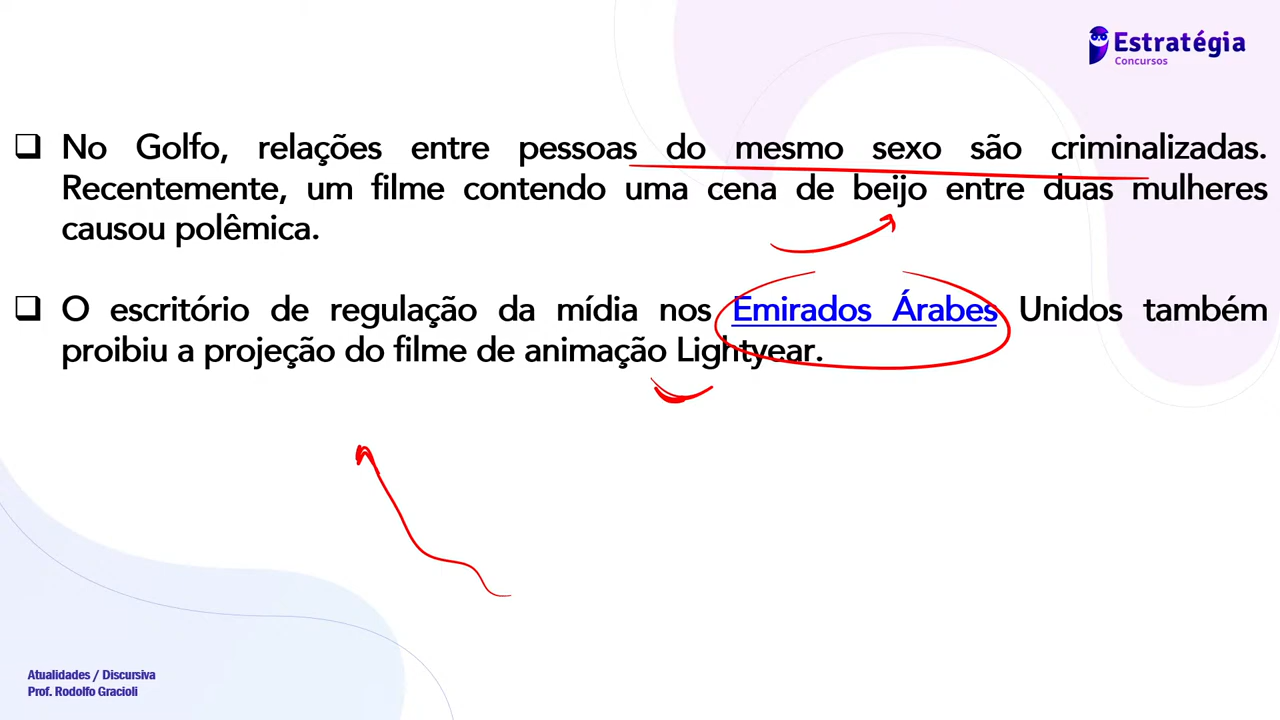 Estratégia
Concursos
No Golfo, relações entre pessoas do mesmo sexo são criminalizadas.
Recentemente, um filme contendo uma cena de beijo entre duas mulheres
causou polêmica.
O escritório de regulação da mídia nos Emirados Árabes Unidos também
proibiu a projeção do filme de animação Lightyear.
Atualidades / Discursiva
Prof. Rodolfo Gracioli